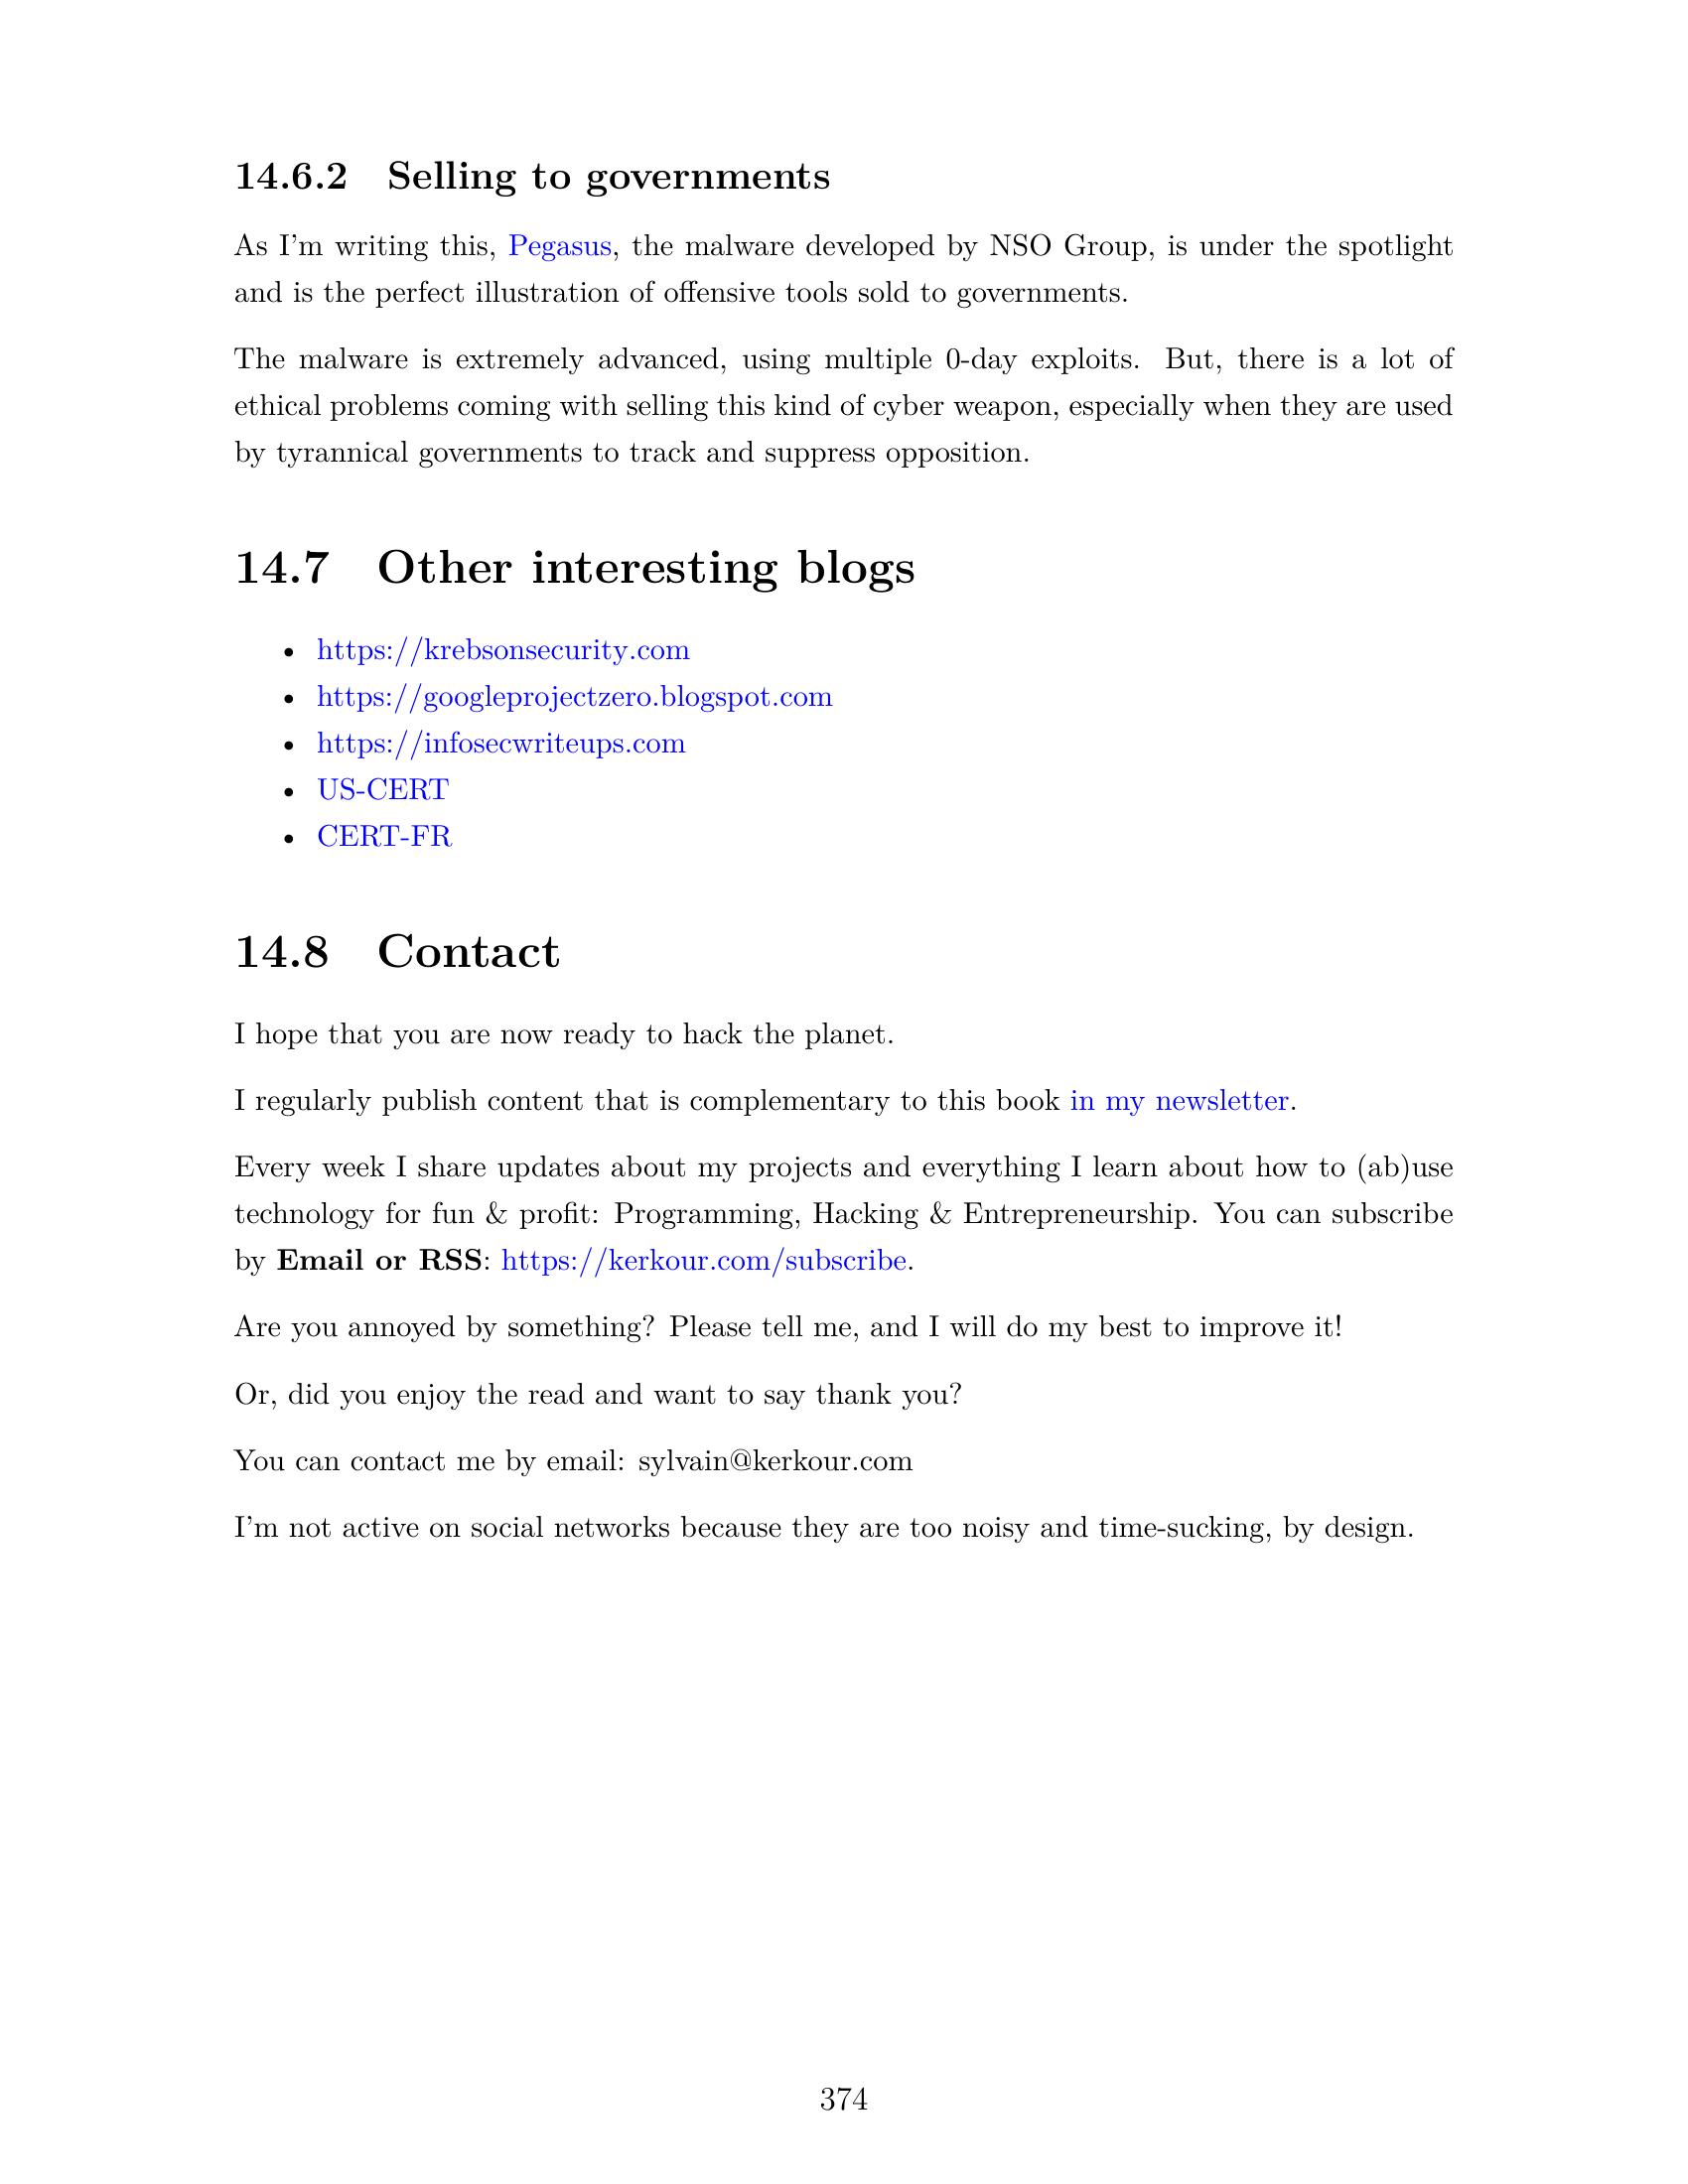 14.6.2 Selling to governments
As I'm writing this, Pegasus, the malware developed by NSO Group, is under the spotlight
and is the perfect illustration of offensive tools sold to governments.
The malware is extremely advanced, using multiple 0-day exploits. But, there is a lot of
ethical problems coming with selling this kind of cyber weapon, especially when they are used
by tyrannical governments to track and suppress opposition.
14.7 Other interesting blogs
• https://krebsonsecurity.com
• https://googleprojectzero.blogspot.com
• https://infosecwriteups.com
• US-CERT
• CERT-FR
14.8 Contact
I hope that you are now ready to hack the planet.
I regularly publish content that is complementary to this book in my newsletter.
Every week I share updates about my projects and everything I learn about how to (ab)use
technology for fun & profit: Programming, Hacking & Entrepreneurship. You can subscribe
by Email or RSS: https://kerkour.com/subscribe.
Are you annoyed by something? Please tell me, and I will do my best to improve it!
Or, did you enjoy the read and want to say thank you?
You can contact me by email: sylvain@kerkour.com
I'm not active on social networks because they are too noisy and time-sucking, by design.
374